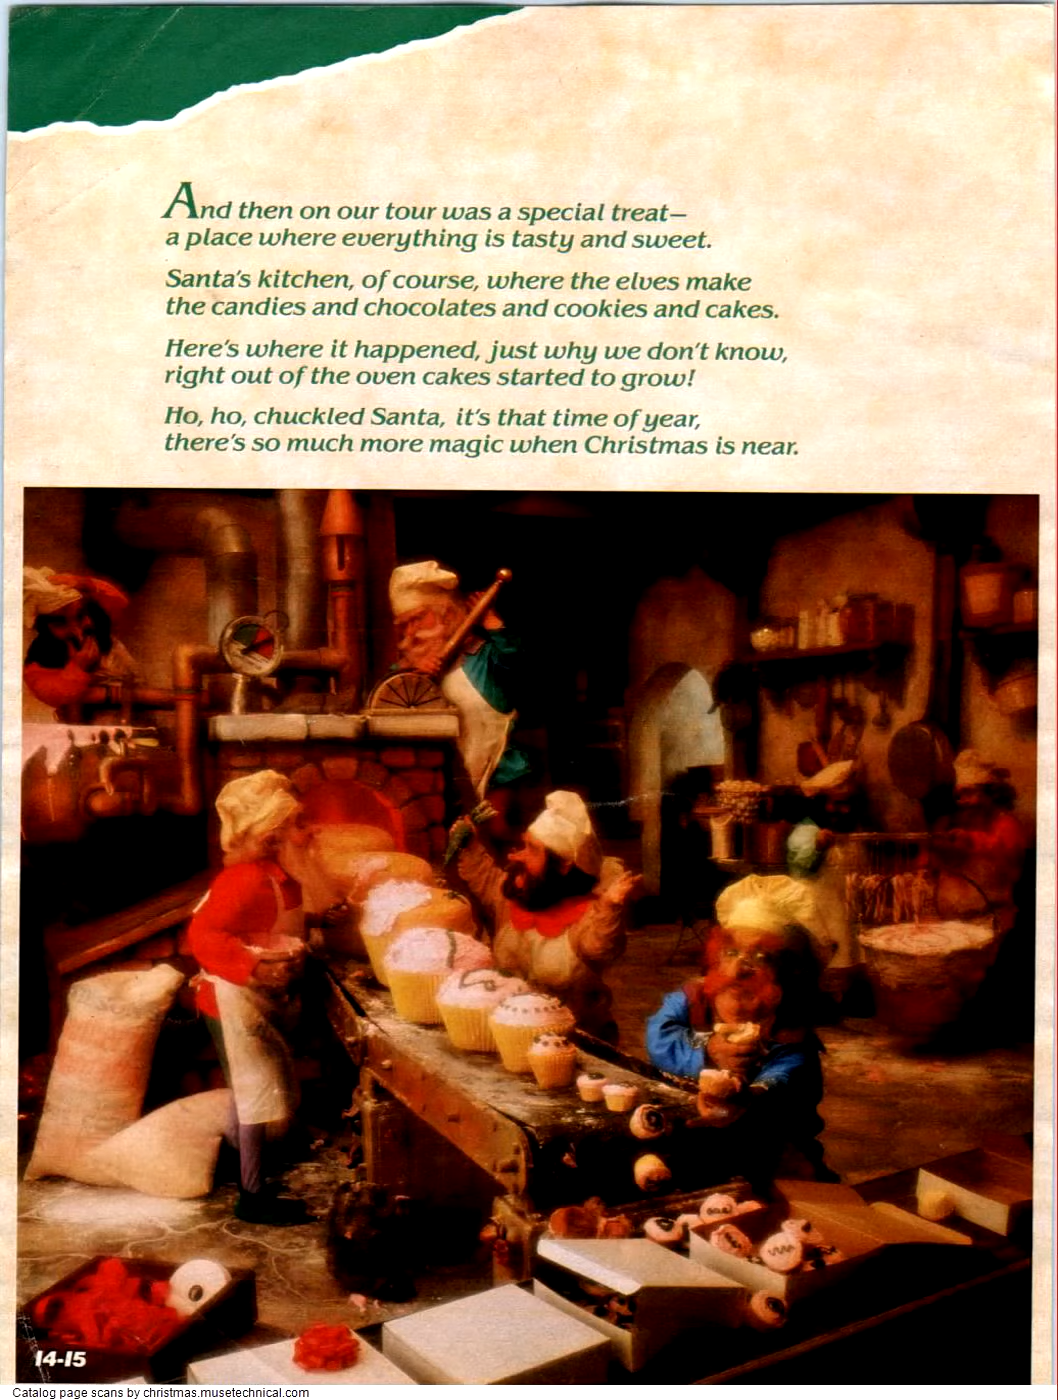 And then on our tour was a special treat—
a place where everything is tasty and sweet.
Santa's kitchen, of course, where the elves make
the candies and chocolates and cookies and cakes.
Here's where it happened, just why we don't know,
right out of the oven cakes started to grow!
Ho, ho, chuckled Santa, it's that time of year,
there's so much more magic when Christmas is near.
14-15
Catalog page scans by christmas.musetechnical.com